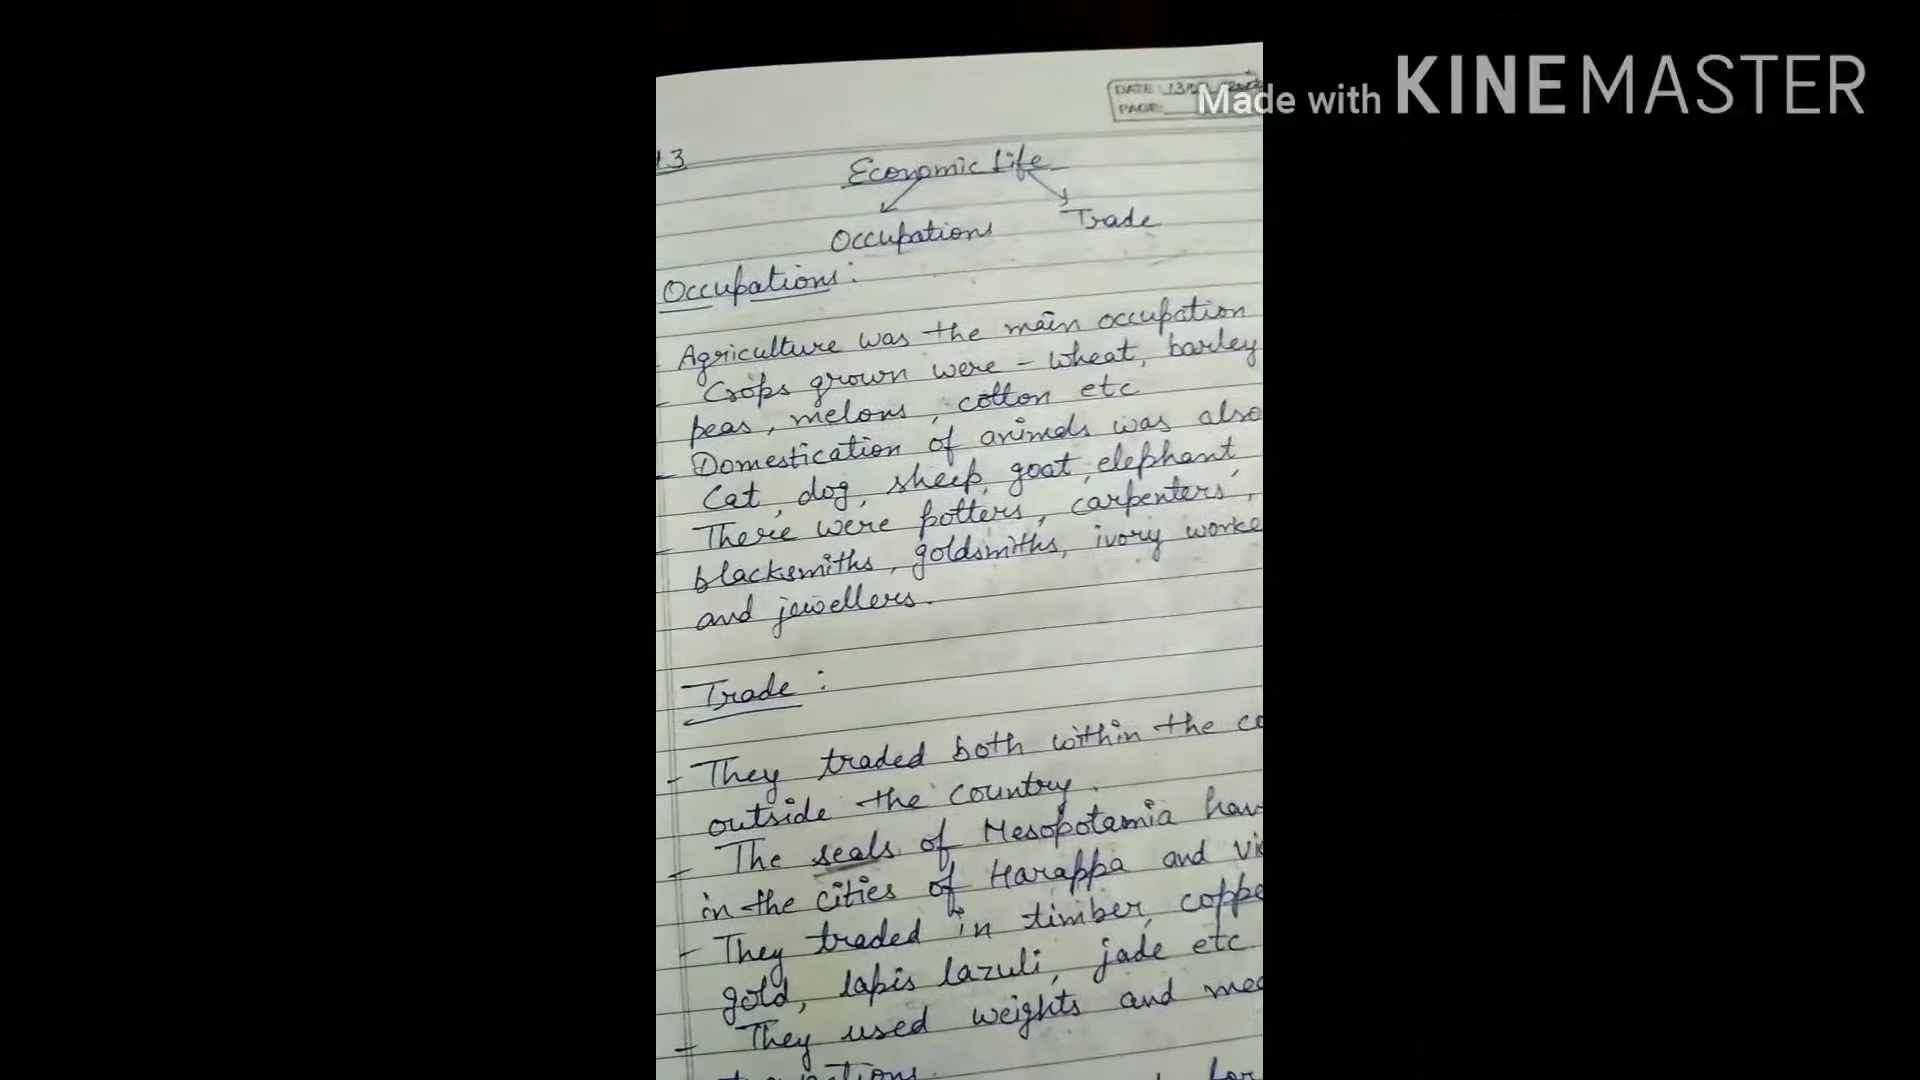 Made with KINEMASTER
DATE
PAGE:
13
Economic Life
Occupations Trade
Occupations:
Agriculture was the main occupation
- Crops grown were - wheat, barley
peas, melons, cotton etc
- Domestication of animals was also
Cat, dog, sheep, goat, elephant,
- There were potters, carpenters,
blacksmiths, goldsmiths, ivory worke
and jewellers.
Trade:
- They traded both within the co
outside the country.
- The seals of Mesopotamia hav
in the cities of Harappa and vic
- They traded in timber, coppe
gold, lapis lazuli, jade etc
- They used weights and mea
for